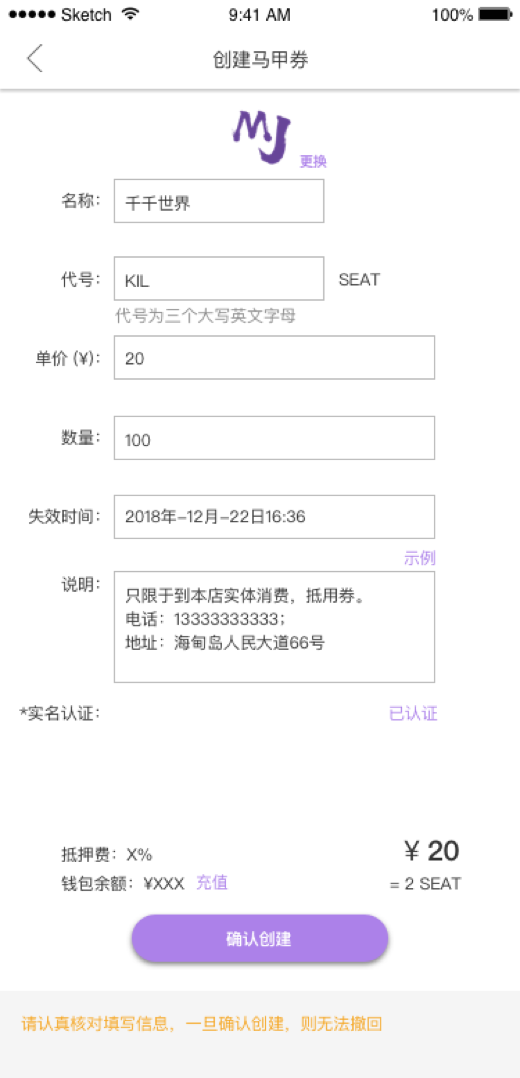 ●●●●● Sketch 9:41 AM 100%
创建马甲券
MJ
更换
名称： 千千世界
代号： KIL SEAT
代号为三个大写英文字母
单价 (¥)： 20
数量： 100
失效时间： 2018年-12月-22日16:36
示例
说明： 只限于到本店实体消费，抵用券。
电话：13333333333；
地址：海甸岛人民大道66号
*实名认证： 已认证
抵押费：X% ¥ 20
钱包余额：¥XXX 充值 = 2 SEAT
确认创建
请认真核对填写信息，一旦确认创建，则无法撤回